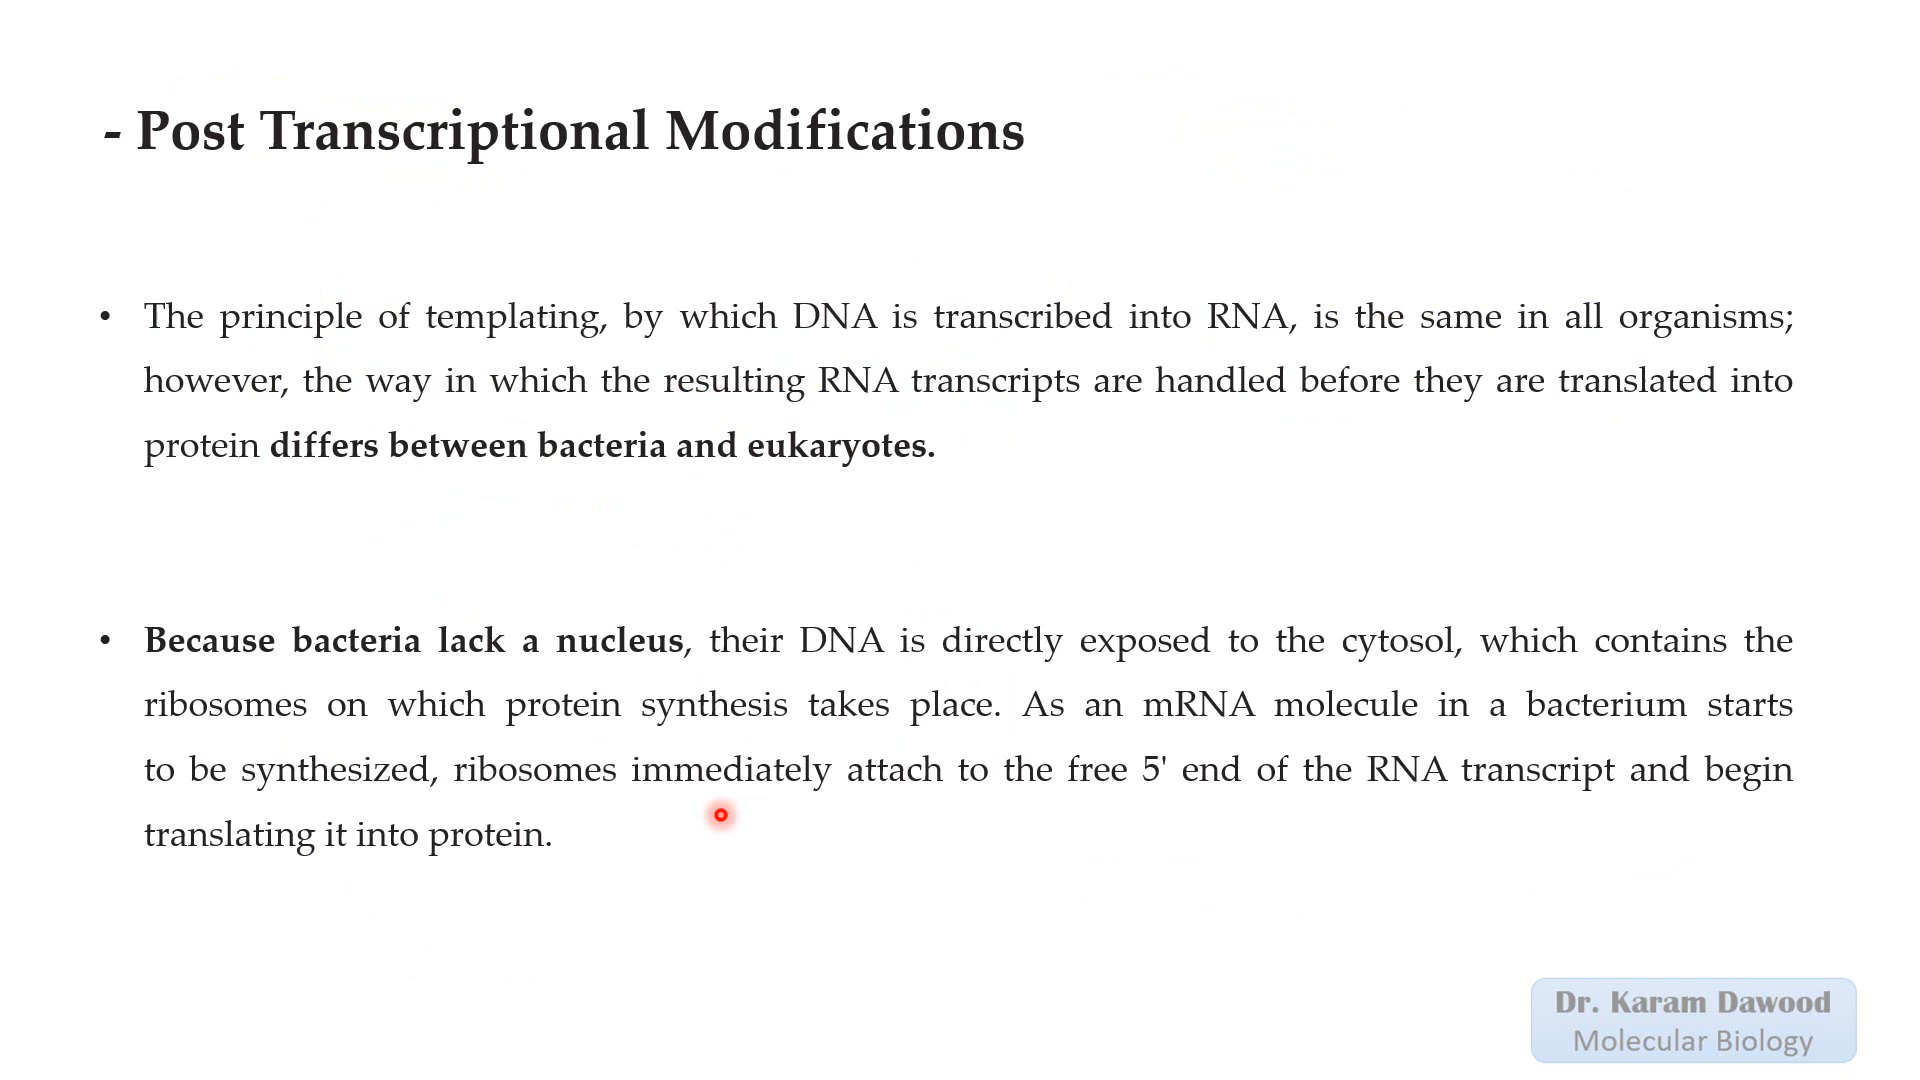 - Post Transcriptional Modifications
• The principle of templating, by which DNA is transcribed into RNA, is the same in all organisms;
however, the way in which the resulting RNA transcripts are handled before they are translated into
protein differs between bacteria and eukaryotes.
• Because bacteria lack a nucleus, their DNA is directly exposed to the cytosol, which contains the
ribosomes on which protein synthesis takes place. As an mRNA molecule in a bacterium starts
to be synthesized, ribosomes immediately attach to the free 5' end of the RNA transcript and begin
translating it into protein.
Dr. Karam Dawood
Molecular Biology